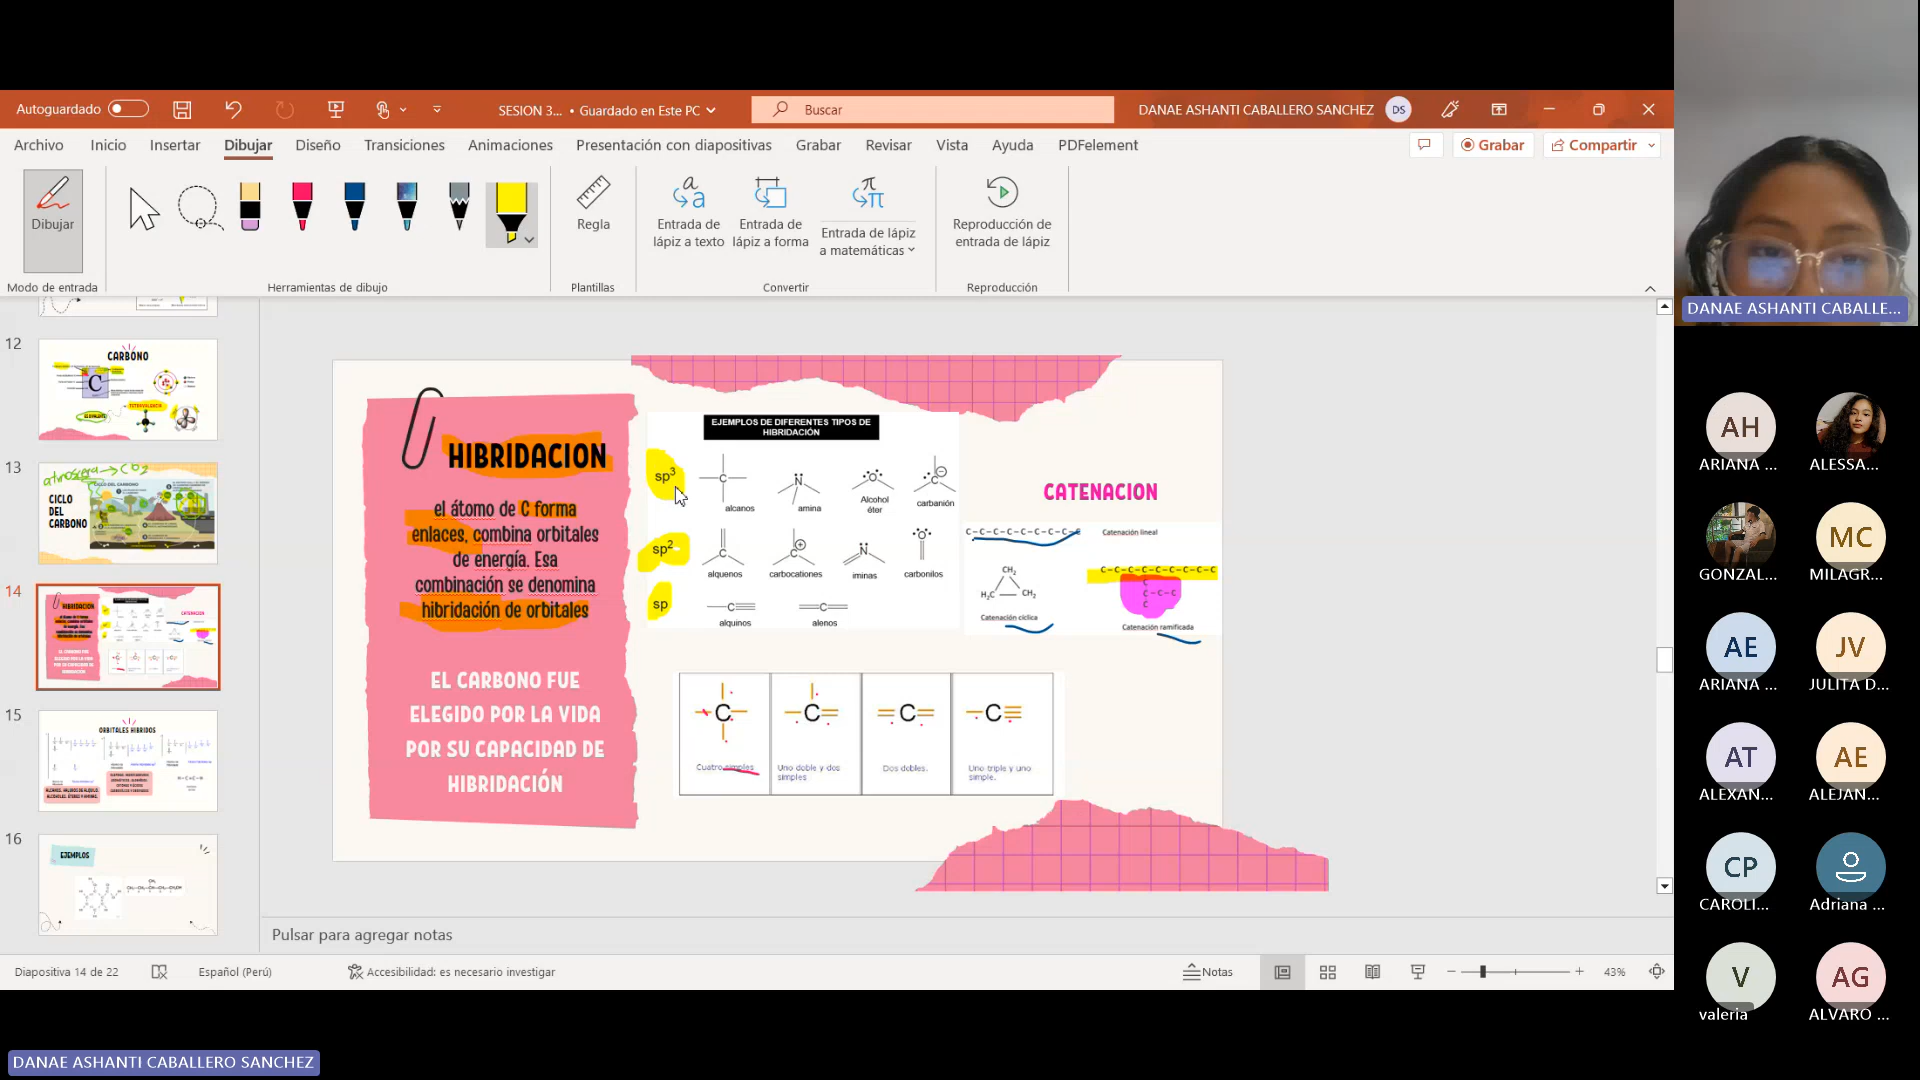 Autoguardado
SESION 3... • Guardado en Este PC
Buscar
DANAE ASHANTI CABALLERO SANCHEZ
DS
Archivo
Inicio
Insertar
Dibujar
Diseño
Transiciones
Animaciones
Presentación con diapositivas
Grabar
Revisar
Vista
Ayuda
PDFelement
Grabar
Compartir
Dibujar
Regla
Entrada de
lápiz a texto
Entrada de
lápiz a forma
Entrada de lápiz
a matemáticas
Reproducción de
entrada de lápiz
Modo de entrada
Herramientas de dibujo
Plantillas
Convertir
Reproducción
12
CARBONO
C
TETRAVALENCIA
13
atmosfera → CO2
CICLO
DEL
CARBONO
14
15
ORBITALES HIBRIDOS
16
EJEMPLOS
HIBRIDACION
el átomo de C forma
enlaces, combina orbitales
de energía. Esa
combinación se denomina
hibridación de orbitales
EL CARBONO FUE
ELEGIDO POR LA VIDA
POR SU CAPACIDAD DE
HIBRIDACIÓN
EJEMPLOS DE DIFERENTES TIPOS DE
HIBRIDACIÓN
sp³
C
N
O
C
alcanos
amina
Alcohol
éter
carbanión
sp²
C
N
O
alquenos
carbocationes
iminas
carbonilos
sp
C
C
alquinos
alenos
CATENACION
C-C-C-C-C-C-C-C-C
Catenación lineal
CH₂
H₂C
CH₂
Catenación cíclica
C-C-C-C-C-C-C-C-C
C
C-C-C
C
Catenación ramificada
C
C
C
C
Cuatro simples
Uno doble y dos
simples
Dos dobles.
Uno triple y uno
simple.
Pulsar para agregar notas
Diapositiva 14 de 22
Español (Perú)
Accesibilidad: es necesario investigar
Notas
43%
DANAE ASHANTI CABALLE...
AH
ARIANA ...
ALESSA...
GONZAL...
MC
MILAGR...
AE
ARIANA ...
JV
JULITA D...
AT
ALEXAN...
AE
ALEJAN...
CP
CAROLI...
Adriana ...
V
valeria
AG
ALVARO ...
DANAE ASHANTI CABALLERO SANCHEZ